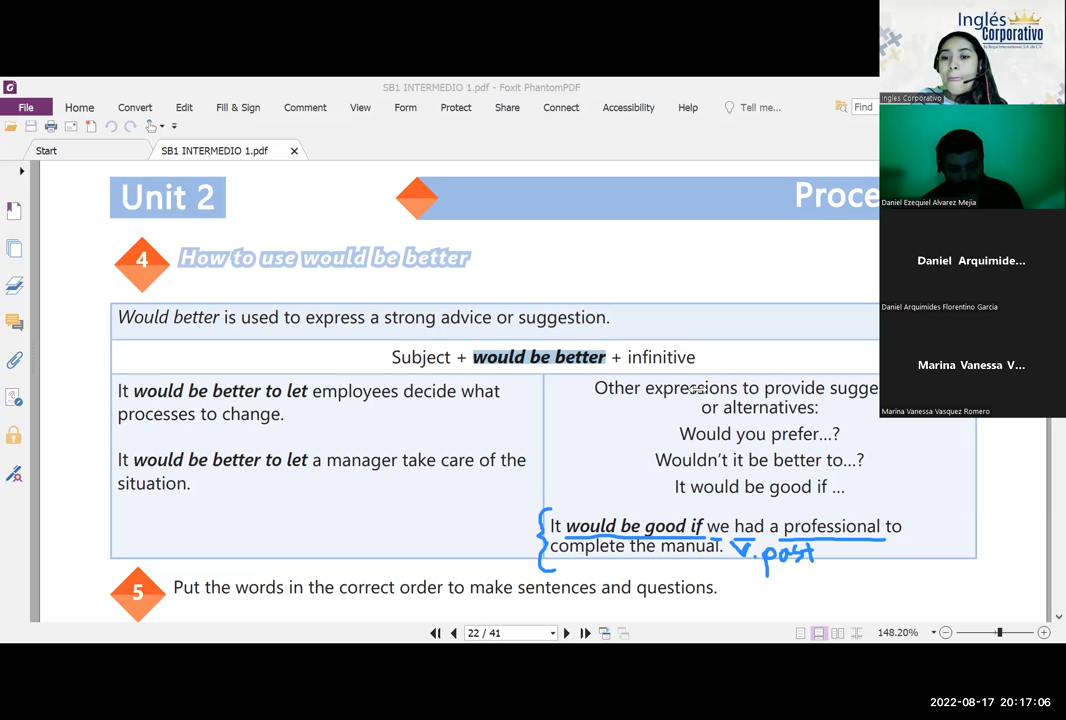 Inglés
Corporativo
Inglés Corporativo
SB1 INTERMEDIO 1.pdf - Foxit PhantomPDF
File Home Convert Edit Fill & Sign Comment View Form Protect Share Connect Accessibility Help Tell me... Find
Start SB1 INTERMEDIO 1.pdf
Daniel Ezequiel Alvarez Mejia
Daniel Arquimide...
Daniel Arquimides Florentino Garcia
Marina Vanessa V...
Marina Vanessa Vasquez Romero
Unit 2 Proce
4 How to use would be better
Would better is used to express a strong advice or suggestion.
Subject + would be better + infinitive
It would be better to let employees decide what
processes to change.
It would be better to let a manager take care of the
situation.
Other expressions to provide sugge
or alternatives:
Would you prefer...?
Wouldn't it be better to...?
It would be good if ...
It would be good if we had a professional to
complete the manual.
v. past
5 Put the words in the correct order to make sentences and questions.
22 / 41 148.20%
2022-08-17 20:17:06